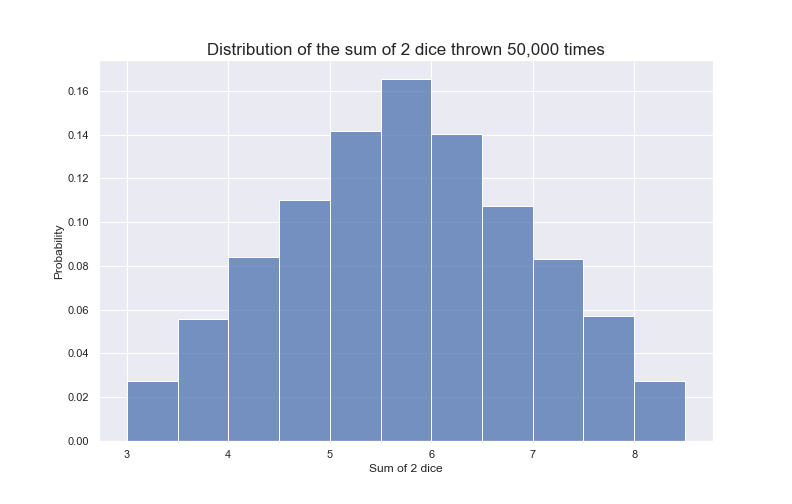 Distribution of the sum of 2 dice thrown 50,000 times
0.16
0.14
0.12
0.10
0.08
0.06
0.04
0.02
0.00
Probability
3 4 5 6 7 8
Sum of 2 dice